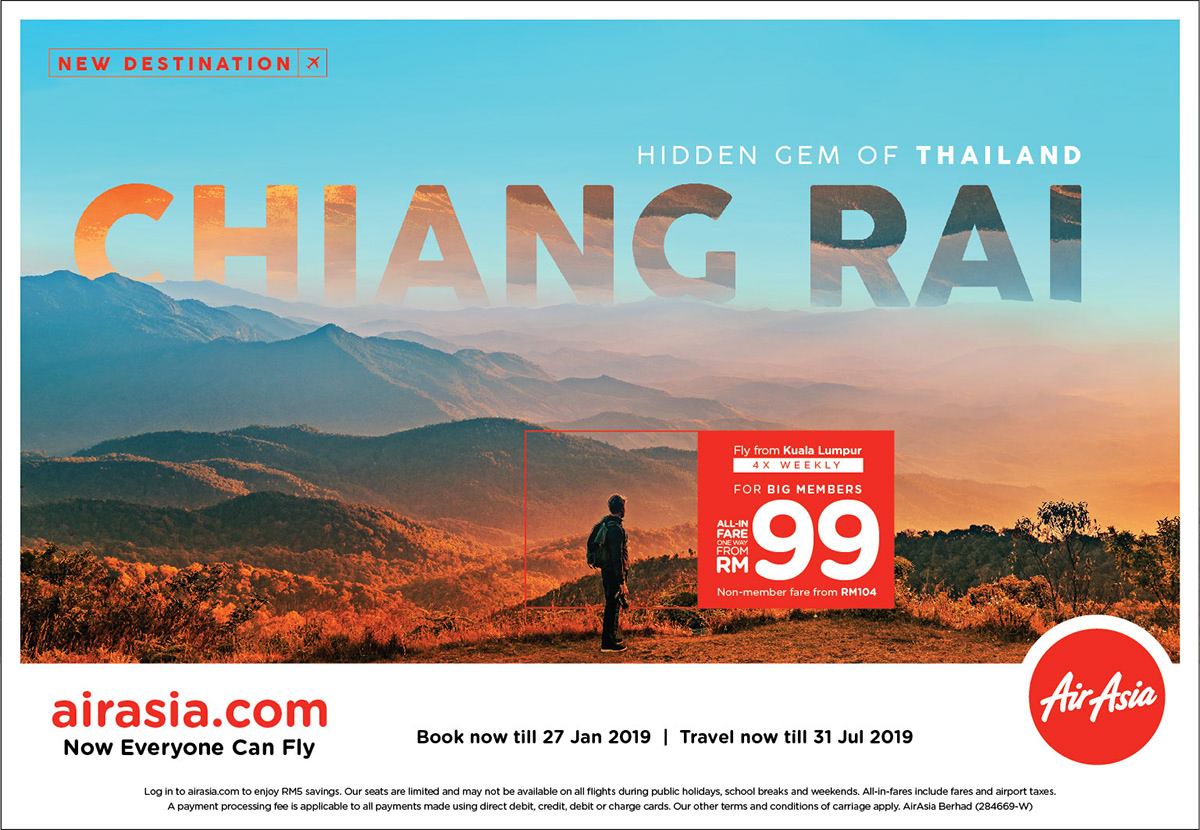 NEW DESTINATION
HIDDEN GEM OF THAILAND
CHIANG RAI
Fly from Kuala Lumpur
4X WEEKLY
FOR BIG MEMBERS
ALL-IN
FARE
ONE WAY
FROM
RM
99
Non-member fare from RM104
airasia.com
Now Everyone Can Fly
Book now till 27 Jan 2019 | Travel now till 31 Jul 2019
AirAsia
Log in to airasia.com to enjoy RM5 savings. Our seats are limited and may not be available on all flights during public holidays, school breaks and weekends. All-in-fares include fares and airport taxes.
A payment processing fee is applicable to all payments made using direct debit, credit, debit or charge cards. Our other terms and conditions of carriage apply. AirAsia Berhad (284669-W)